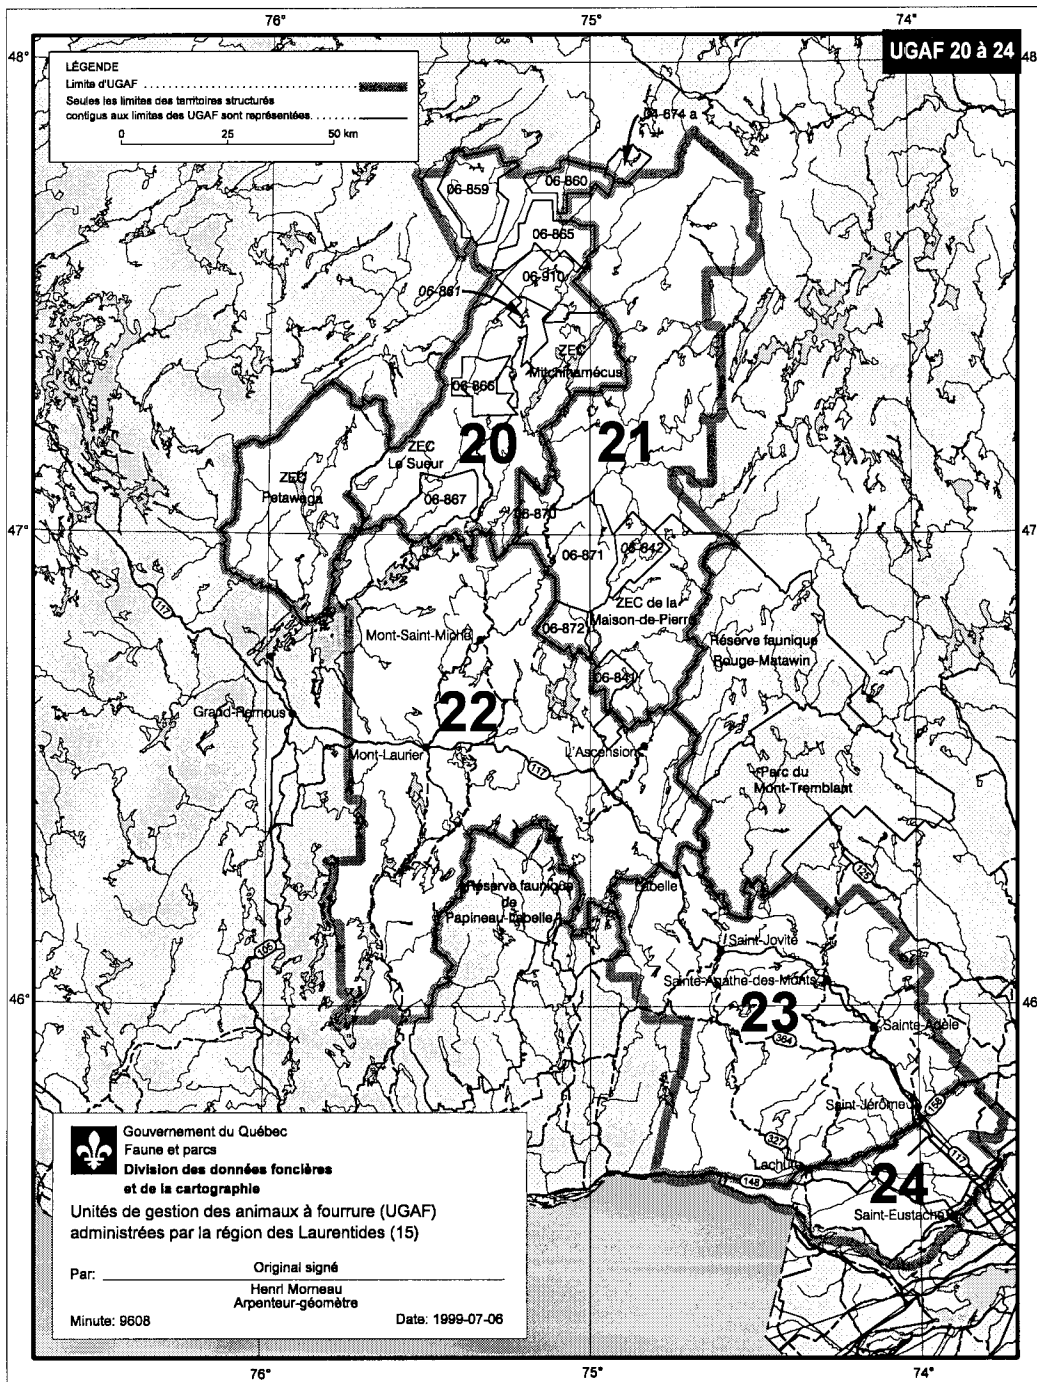 76°
75°
74°
48°
48
UGAF 20 à 24
LÉGENDE
Limite d'UGAF
Seules les limites des territoires structurés
contigus aux limites des UGAF sont représentées
0 25 50 km
04-874 a
06-859
06-860
06-865
06-910
06-861
ZEC
Mitchinamécus
06-866
20
21
ZEC
Le Sueur
ZEC
Petawaga
06-867
06-870
47°
47
06-871
06-842
117
ZEC de la
Maison-de-Pierre
06-872
Mont-Saint-Michel
Réserve faunique
Rouge-Matawin
06-841
22
Grand-Remous
Mont-Laurier
L'Ascension
117
Parc du
Mont-Tremblant
125
Réserve faunique
de
Papineau-Labelle
Labelle
Saint-Jovite
105
Sainte-Agathe-des-Monts
46°
46
23
Sainte-Adèle
364
Saint-Jérôme
158
327
117
Lachute
148
24
Saint-Eustache
Gouvernement du Québec
Faune et parcs
Division des données foncières
et de la cartographie
Unités de gestion des animaux à fourrure (UGAF)
administrées par la région des Laurentides (15)
Par: Original signé
Henri Morneau
Arpenteur-géomètre
Minute: 9608 Date: 1999-07-06
76°
75°
74°